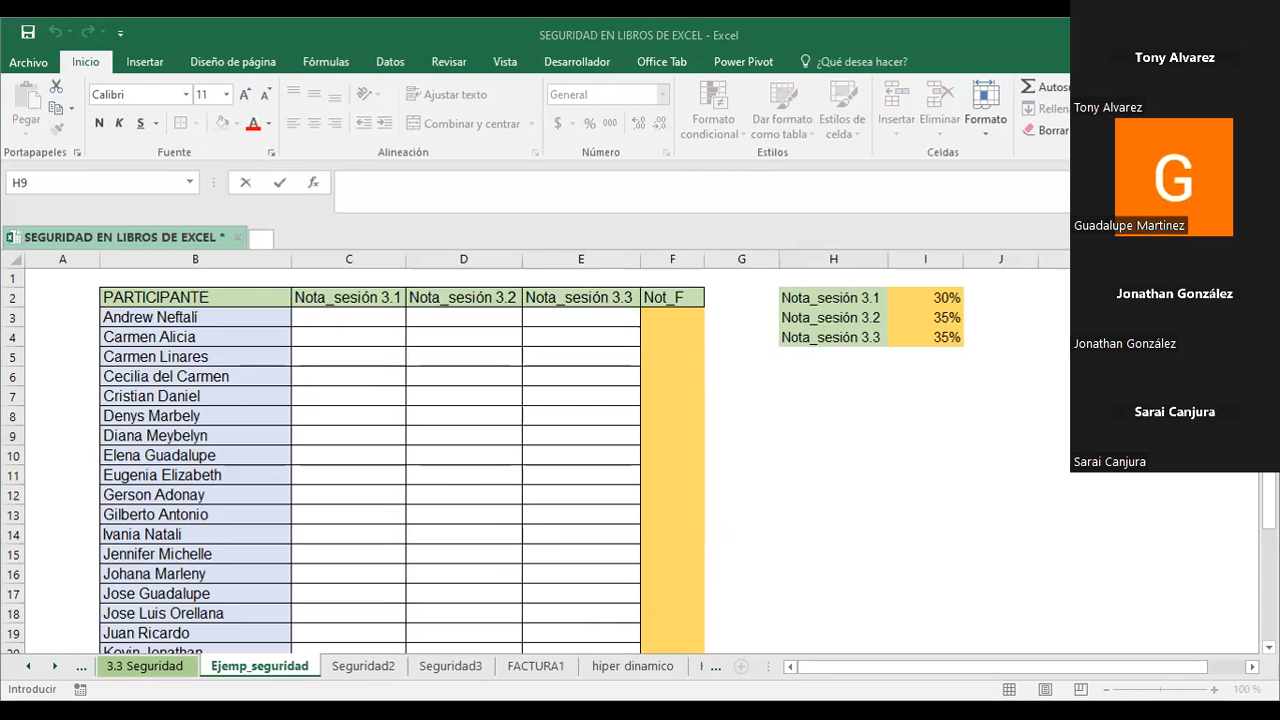 SEGURIDAD EN LIBROS DE EXCEL - Excel
Archivo Inicio Insertar Diseño de página Fórmulas Datos Revisar Vista Desarrollador Office Tab Power Pivot ¿Qué desea hacer?
Pegar
Calibri 11
N K S
Ajustar texto
Combinar y centrar
General
$ % 000
Formato condicional
Dar formato como tabla
Estilos de celda
Insertar Eliminar Formato
Autos
Rellen
Borrar
Portapapeles Fuente Alineación Número Estilos Celdas
H9 fx
SEGURIDAD EN LIBROS DE EXCEL *
A B C D E F G H I J
1
2 PARTICIPANTE Nota_sesión 3.1 Nota_sesión 3.2 Nota_sesión 3.3 Not_F Nota_sesión 3.1 30%
3 Andrew Neftalí Nota_sesión 3.2 35%
4 Carmen Alicia Nota_sesión 3.3 35%
5 Carmen Linares
6 Cecilia del Carmen
7 Cristian Daniel
8 Denys Marbely
9 Diana Meybelyn
10 Elena Guadalupe
11 Eugenia Elizabeth
12 Gerson Adonay
13 Gilberto Antonio
14 Ivania Natali
15 Jennifer Michelle
16 Johana Marleny
17 Jose Guadalupe
18 Jose Luis Orellana
19 Juan Ricardo
... 3.3 Seguridad Ejemp_seguridad Seguridad2 Seguridad3 FACTURA1 hiper dinamico ...
Introducir 100 %
Tony Alvarez
Tony Alvarez
G
Guadalupe Martinez
Jonathan González
Jonathan González
Sarai Canjura
Sarai Canjura